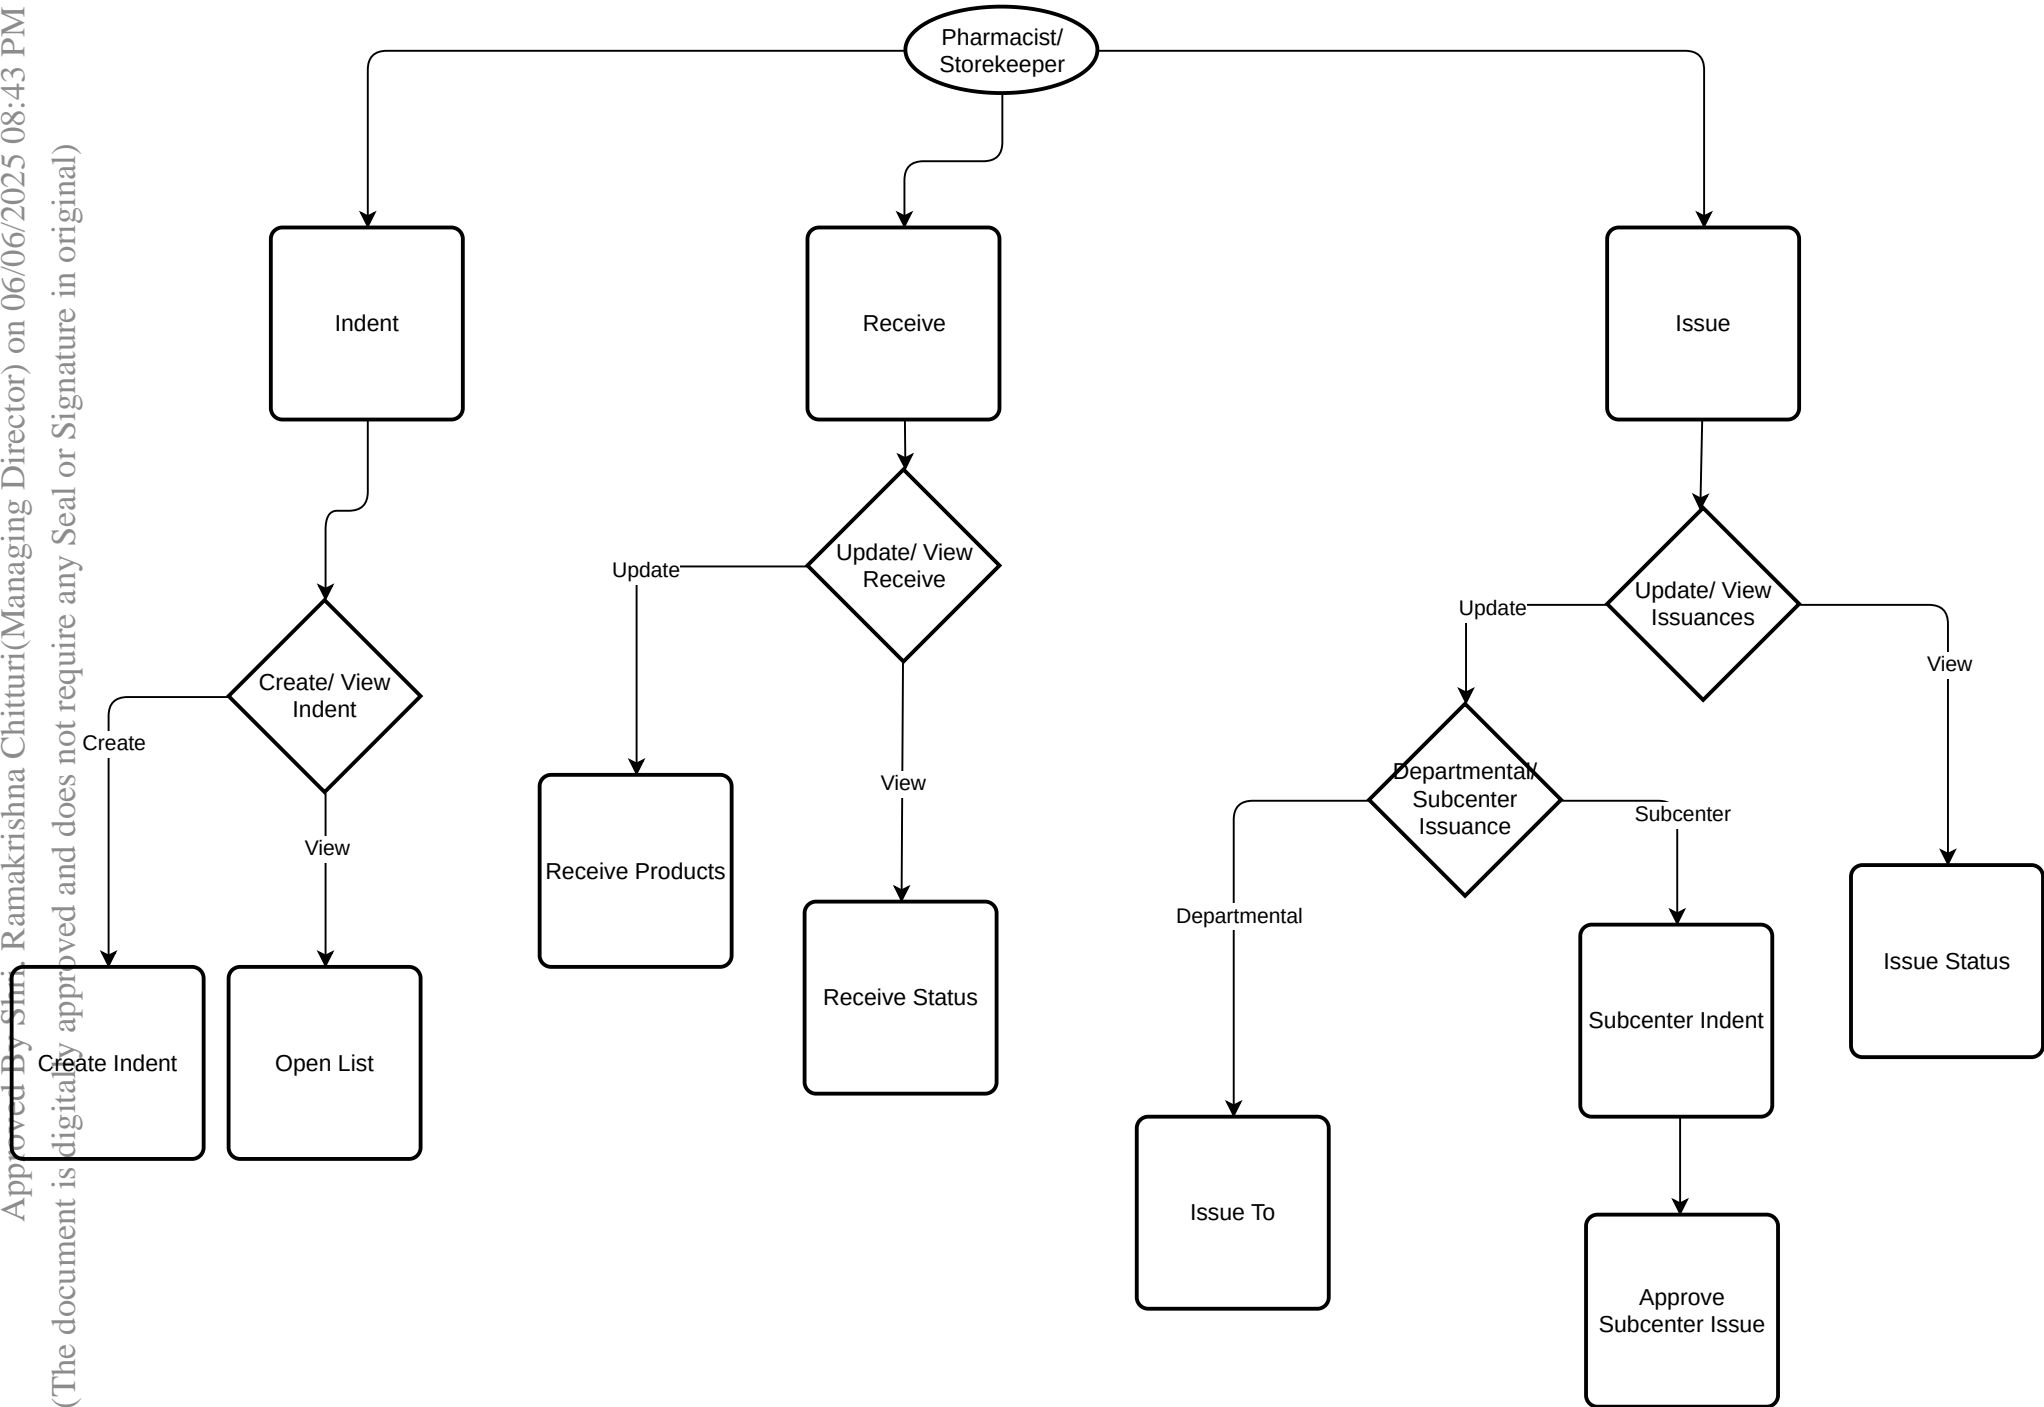 Approved By Shri. Ramakrishna Chitturi(Managing Director) on 06/06/2025 08:43 PM
(The document is digitally approved and does not require any Seal or Signature in original)
Pharmacist/
Storekeeper
Indent
Receive
Issue
Update/ View
Receive
Update
Update/ View
Issuances
Update
View
Create/ View
Indent
Create
View
View
Departmental/
Subcenter
Issuance
Subcenter
Departmental
Receive Products
Receive Status
Issue Status
Subcenter Indent
Create Indent
Open List
Issue To
Approve
Subcenter Issue